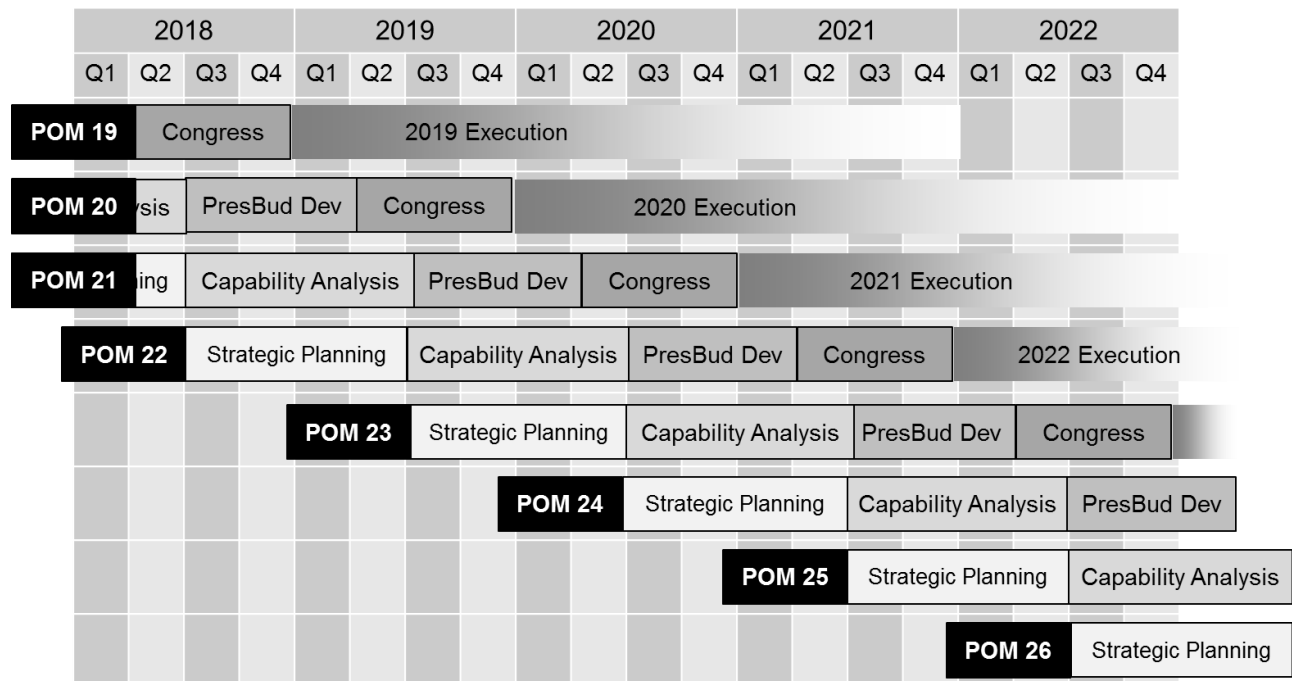 2018 2019 2020 2021 2022
Q1 Q2 Q3 Q4 Q1 Q2 Q3 Q4 Q1 Q2 Q3 Q4 Q1 Q2 Q3 Q4 Q1 Q2 Q3 Q4
POM 19 Congress 2019 Execution
POM 20 ysis PresBud Dev Congress 2020 Execution
POM 21 ing Capability Analysis PresBud Dev Congress 2021 Execution
POM 22 Strategic Planning Capability Analysis PresBud Dev Congress 2022 Execution
POM 23 Strategic Planning Capability Analysis PresBud Dev Congress
POM 24 Strategic Planning Capability Analysis PresBud Dev
POM 25 Strategic Planning Capability Analysis
POM 26 Strategic Planning